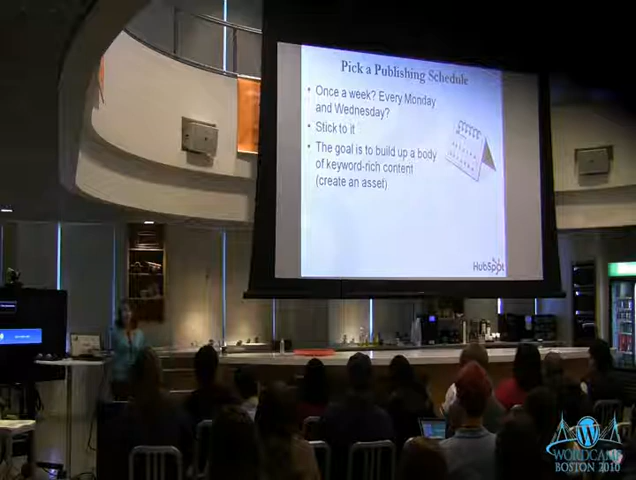 Pick a Publishing Schedule
• Once a week? Every Monday
and Wednesday?
• Stick to it
• The goal is to build up a body
of keyword-rich content
(create an asset)
HubSpot
WORDCAMP
BOSTON 2010